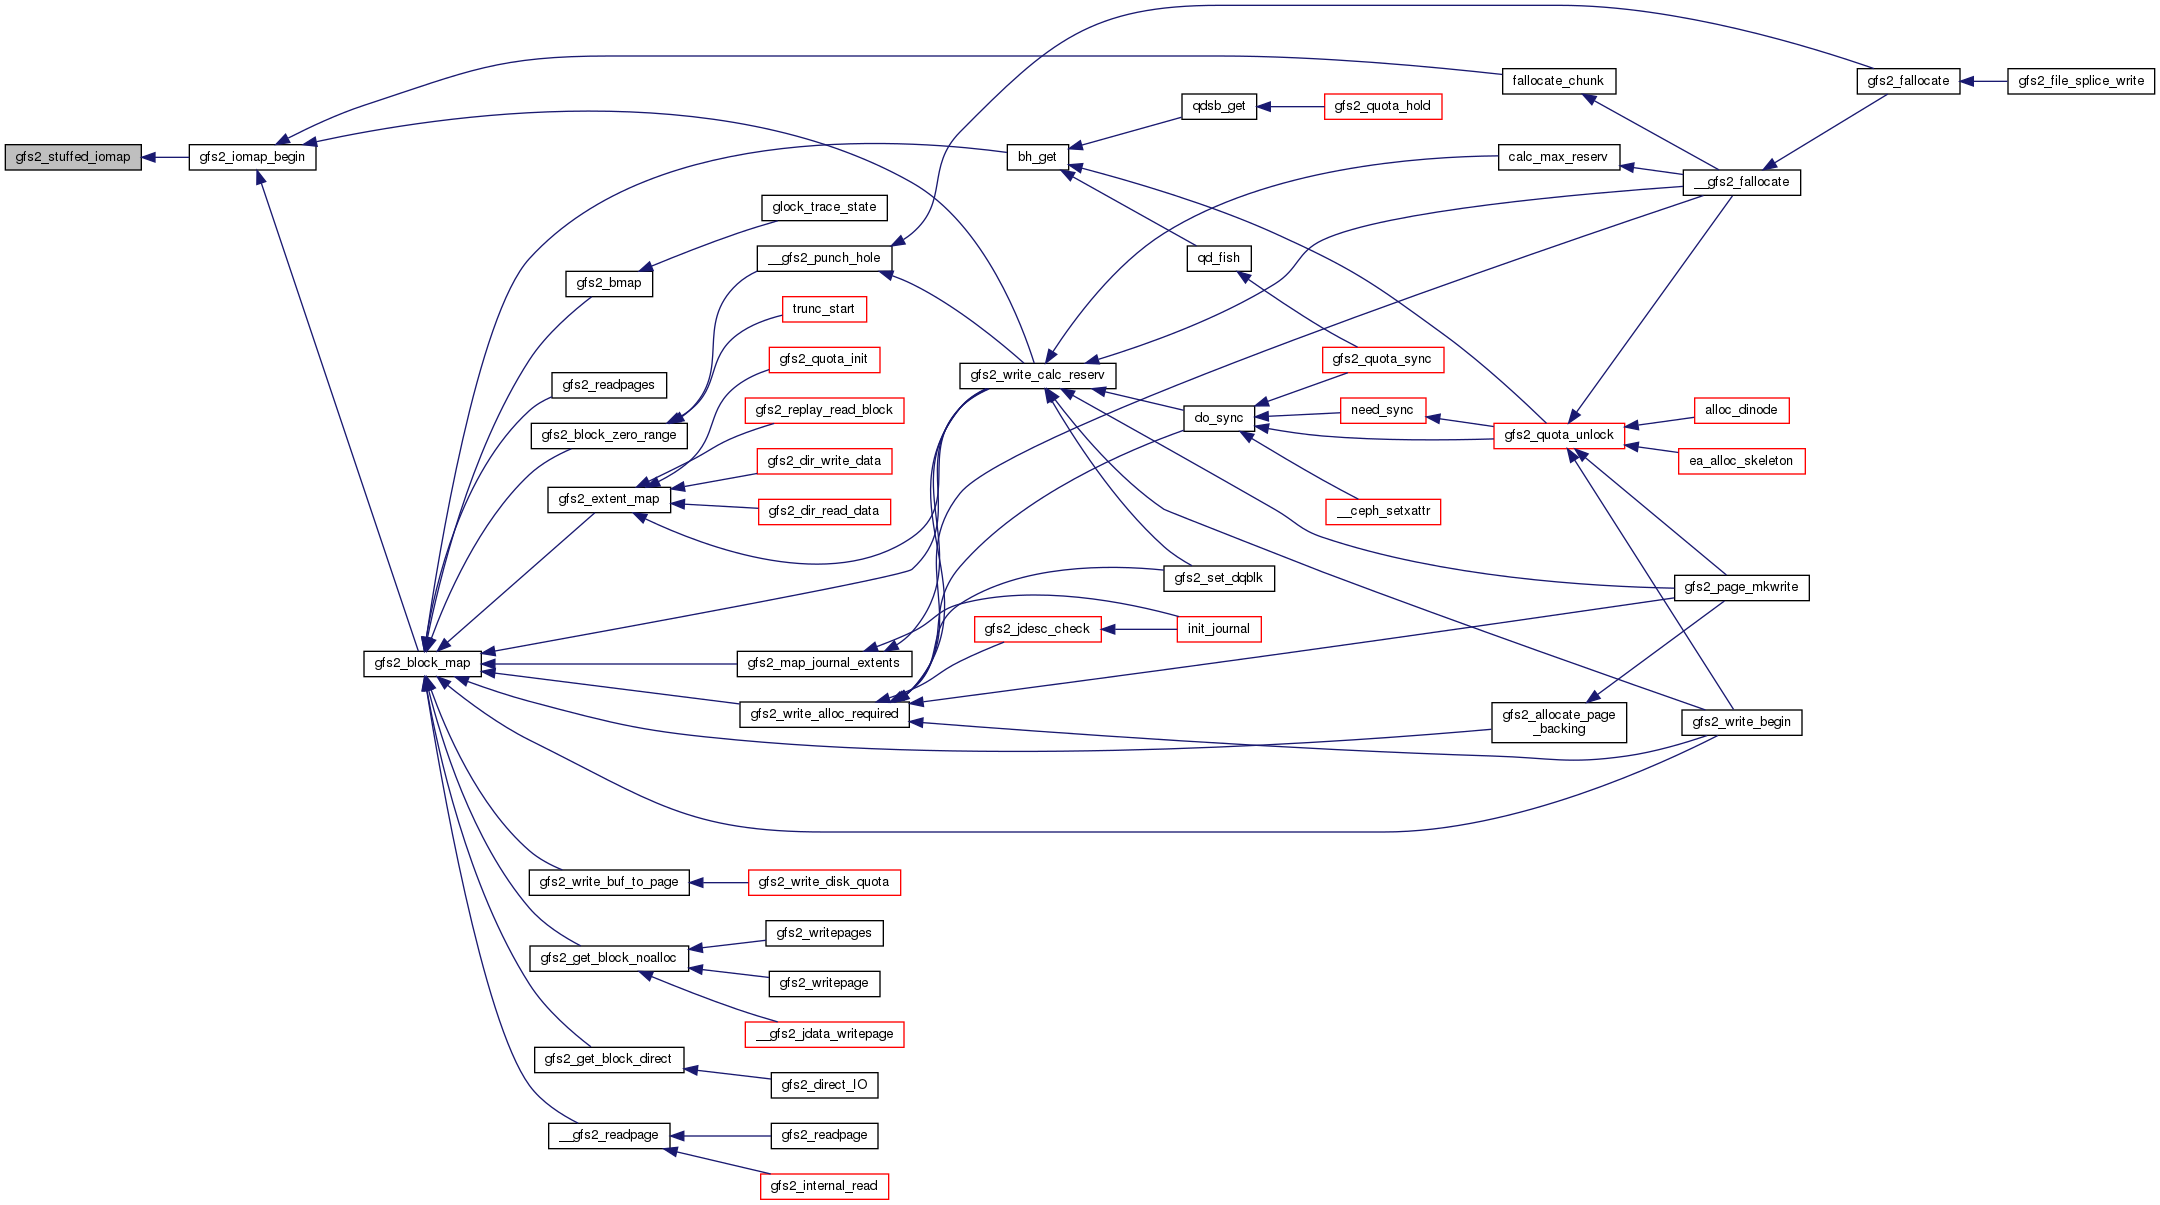 gfs2_stuffed_iomap
gfs2_iomap_begin
gfs2_block_map
gfs2_bmap
glock_trace_state
gfs2_readpages
gfs2_block_zero_range
__gfs2_punch_hole
trunc_start
gfs2_extent_map
gfs2_quota_init
gfs2_replay_read_block
gfs2_dir_write_data
gfs2_dir_read_data
gfs2_map_journal_extents
gfs2_write_alloc_required
gfs2_write_buf_to_page
gfs2_write_disk_quota
gfs2_get_block_noalloc
gfs2_writepages
gfs2_writepage
__gfs2_jdata_writepage
gfs2_get_block_direct
gfs2_direct_IO
__gfs2_readpage
gfs2_readpage
gfs2_internal_read
bh_get
gfs2_write_calc_reserv
gfs2_jdesc_check
qdsb_get
gfs2_quota_hold
qd_fish
gfs2_quota_sync
do_sync
need_sync
__ceph_setxattr
gfs2_set_dqblk
init_journal
fallocate_chunk
calc_max_reserv
gfs2_quota_unlock
gfs2_allocate_page
_backing
__gfs2_fallocate
alloc_dinode
ea_alloc_skeleton
gfs2_page_mkwrite
gfs2_write_begin
gfs2_fallocate
gfs2_file_splice_write